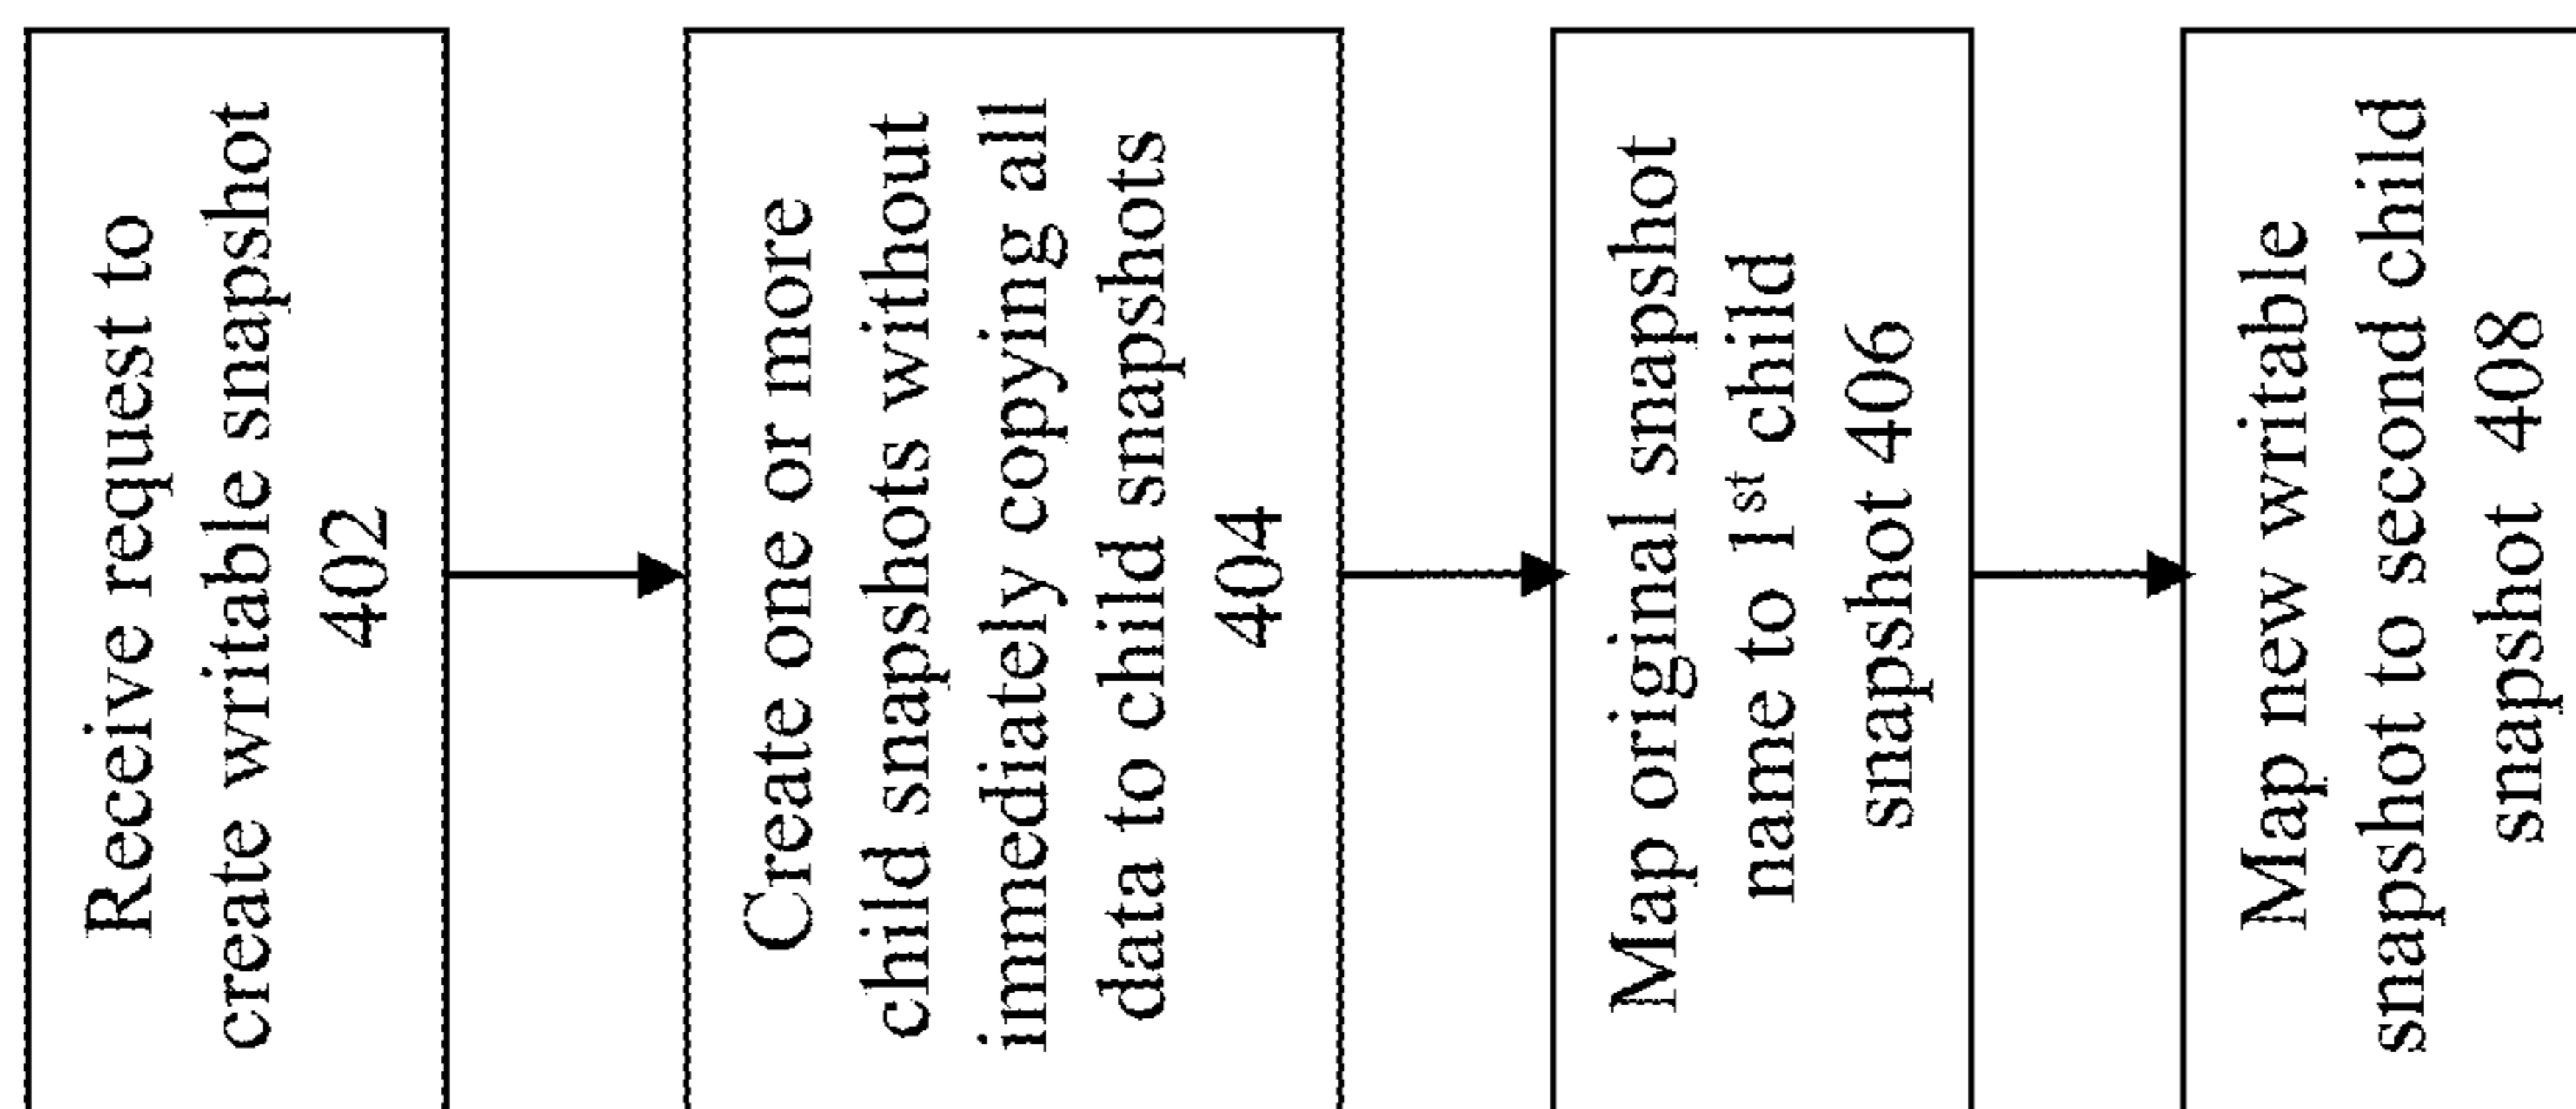 Receive request to
create writable snapshot
402
Create one or more
child snapshots without
immediately copying all
data to child snapshots
404
Map original snapshot
name to 1st child
snapshot 406
Map new writable
snapshot to second child
snapshot 408